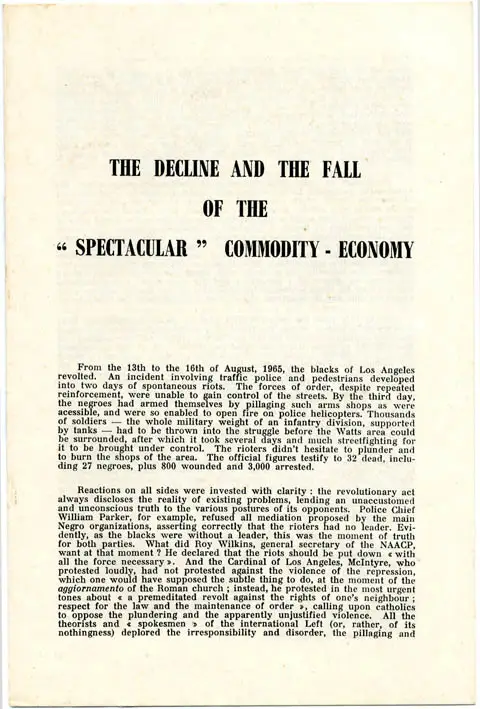 THE DECLINE AND THE FALL
OF THE
“ SPECTACULAR ” COMMODITY - ECONOMY
From the 13th to the 16th of August, 1965, the blacks of Los Angeles
revolted. An incident involving traffic police and pedestrians developed
into two days of spontaneous riots. The forces of order, despite repeated
reinforcement, were unable to gain control of the streets. By the third day,
the negroes had armed themselves by pillaging such arms shops as were
acessible, and were so enabled to open fire on police helicopters. Thousands
of soldiers — the whole military weight of an infantry division, supported
by tanks — had to be thrown into the struggle before the Watts area could
be surrounded, after which it took several days and much streetfighting for
it to be brought under control. The rioters didn't hesitate to plunder and
to burn the shops of the area. The official figures testify to 32 dead, inclu-
ding 27 negroes, plus 800 wounded and 3,000 arrested.
Reactions on all sides were invested with clarity : the revolutionary act
always discloses the reality of existing problems, lending an unaccustomed
and unconscious truth to the various postures of its opponents. Police Chief
William Parker, for example, refused all mediation proposed by the main
Negro organizations, asserting correctly that the rioters had no leader. Evi-
dently, as the blacks were without a leader, this was the moment of truth
for both parties. What did Roy Wilkins, general secretary of the NAACP,
want at that moment ? He declared that the riots should be put down « with
all the force necessary ». And the Cardinal of Los Angeles, McIntyre, who
protested loudly, had not protested against the violence of the repression,
which one would have supposed the subtle thing to do, at the moment of the
aggiornamento of the Roman church ; instead, he protested in the most urgent
tones about « a premeditated revolt against the rights of one's neighbour ;
respect for the law and the maintenance of order », calling upon catholics
to oppose the plundering and the apparently unjustified violence. All the
theorists and « spokesmen » of the international Left (or, rather, of its
nothingness) deplored the irresponsibility and disorder, the pillaging and